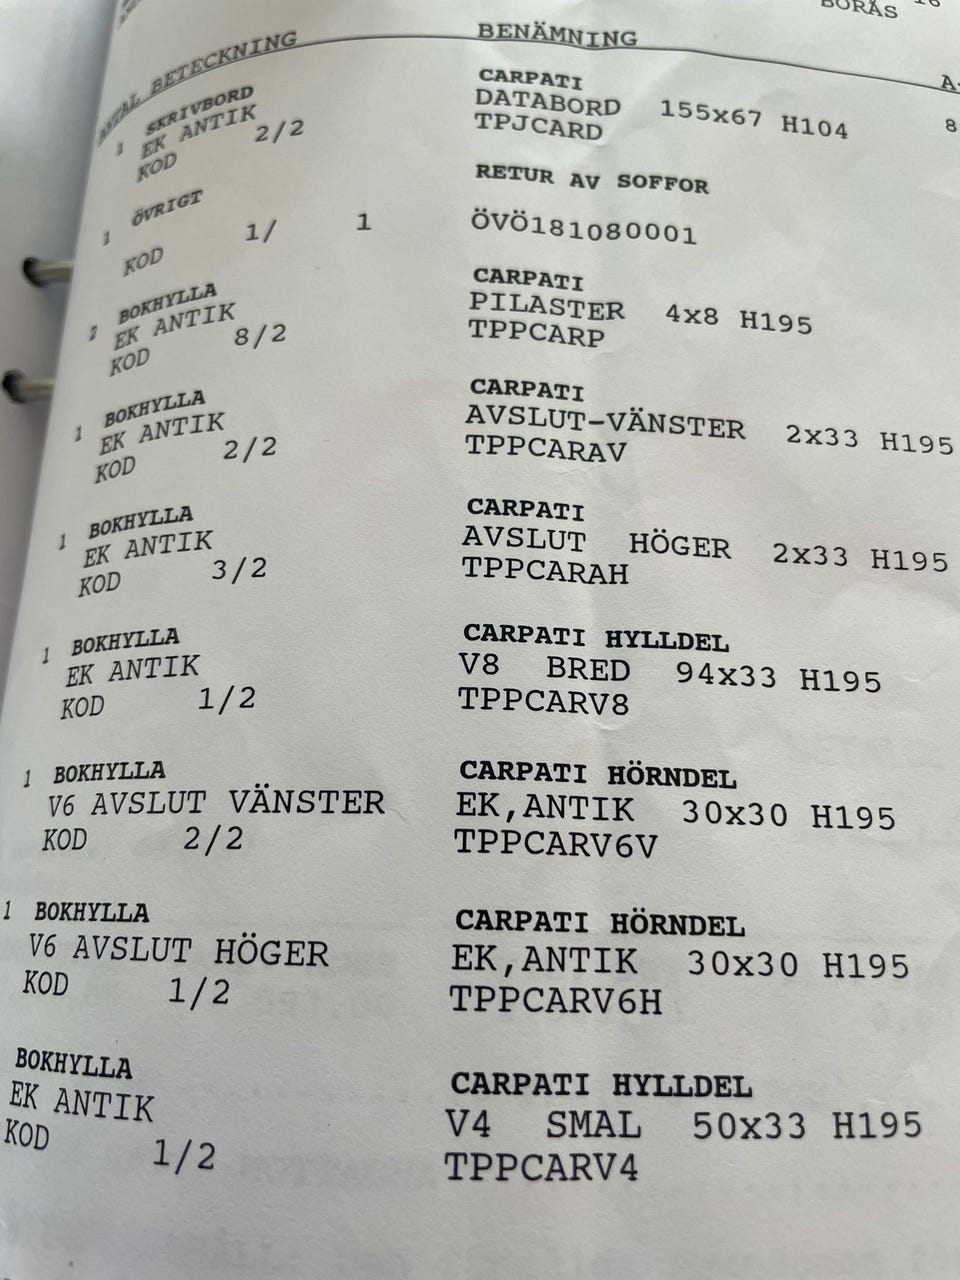 BORÅS
ANTAL BETECKNING BENÄMNING
1 SKRIVBORD CARPATI
EK ANTIK DATABORD 155x67 H104 8
KOD 2/2 TPJCARD
1 ÖVRIGT RETUR AV SOFFOR
KOD 1/ 1 ÖVÖ181080001
BOKHYLLA CARPATI
EK ANTIK PILASTER 4x8 H195
KOD 8/2 TPPCARP
1 BOKHYLLA CARPATI
EK ANTIK AVSLUT-VÄNSTER 2x33 H195
KOD 2/2 TPPCARAV
1 BOKHYLLA CARPATI
EK ANTIK AVSLUT HÖGER 2x33 H195
KOD 3/2 TPPCARAH
1 BOKHYLLA CARPATI HYLLDEL
EK ANTIK V8 BRED 94x33 H195
KOD 1/2 TPPCARV8
1 BOKHYLLA CARPATI HÖRNDEL
V6 AVSLUT VÄNSTER EK,ANTIK 30x30 H195
KOD 2/2 TPPCARV6V
1 BOKHYLLA CARPATI HÖRNDEL
V6 AVSLUT HÖGER EK,ANTIK 30x30 H195
KOD 1/2 TPPCARV6H
BOKHYLLA CARPATI HYLLDEL
EK ANTIK V4 SMAL 50x33 H195
KOD 1/2 TPPCARV4